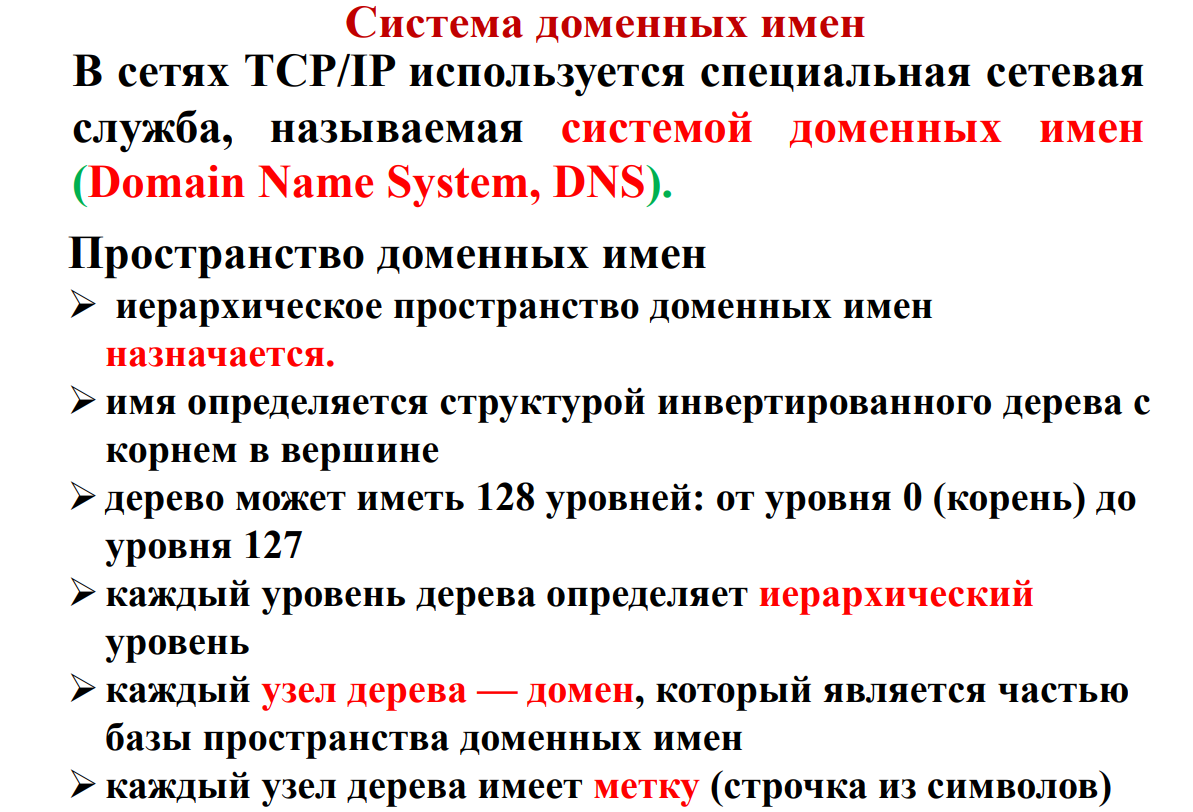 Система доменных имен
В сетях TCP/IP используется специальная сетевая
служба, называемая системой доменных имен
(Domain Name System, DNS).
Пространство доменных имен
➢ иерархическое пространство доменных имен
назначается.
➢ имя определяется структурой инвертированного дерева с
корнем в вершине
➢ дерево может иметь 128 уровней: от уровня 0 (корень) до
уровня 127
➢ каждый уровень дерева определяет иерархический
уровень
➢ каждый узел дерева — домен, который является частью
базы пространства доменных имен
➢ каждый узел дерева имеет метку (строчка из символов)